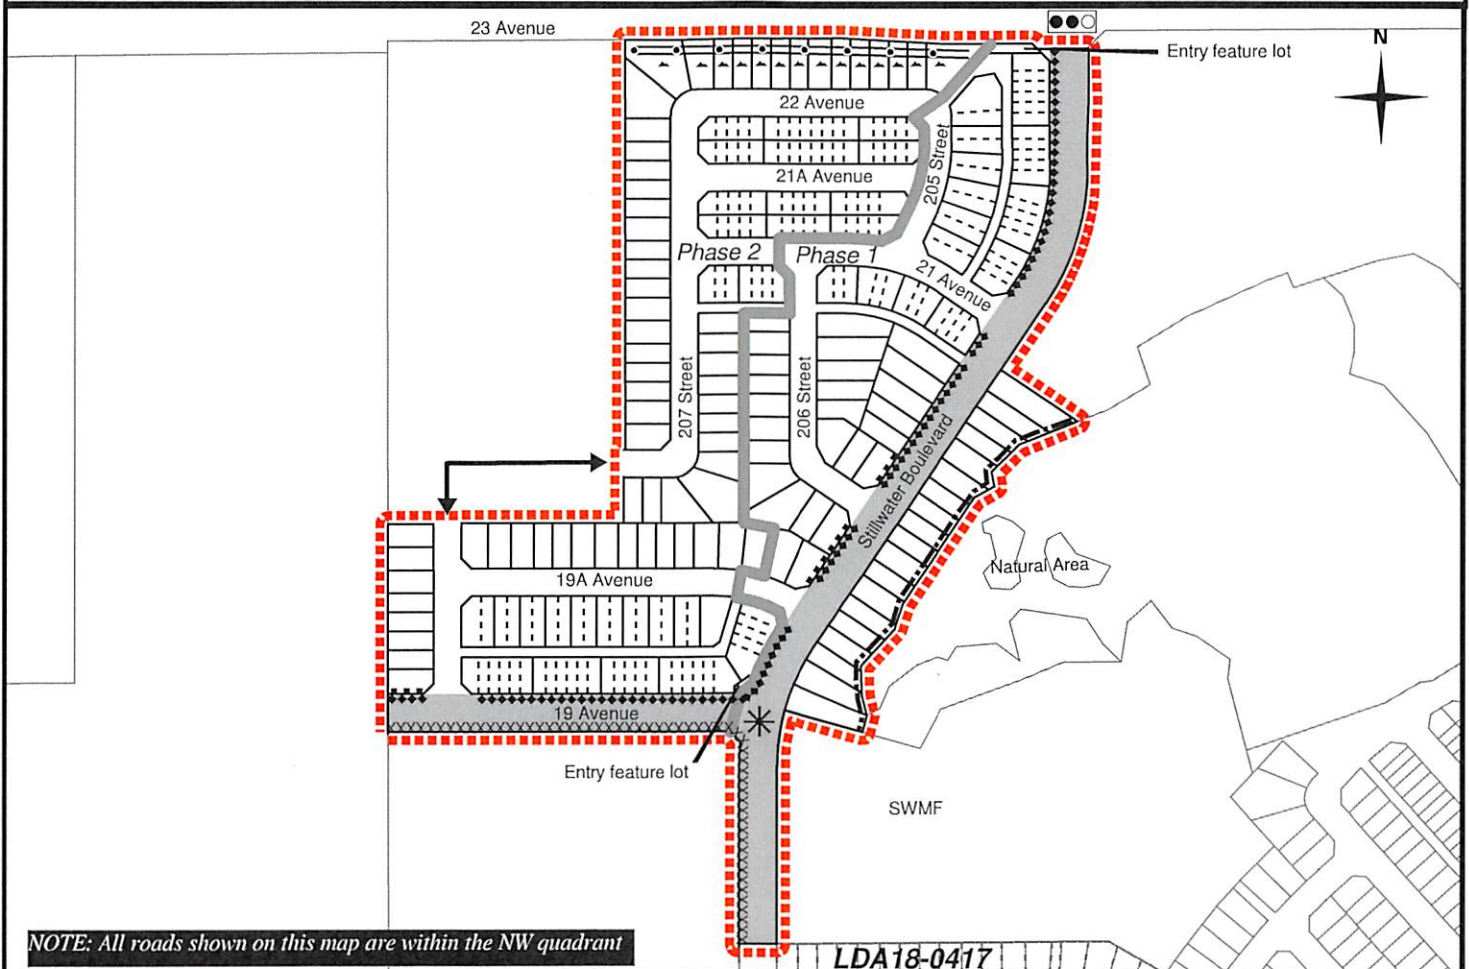 23 Avenue
N
Entry feature lot
22 Avenue
205 Street
21A Avenue
Phase 2
Phase 1
21 Avenue
207 Street
206 Street
Stillwater Boulevard
Natural Area
19A Avenue
19 Avenue
Entry feature lot
SWMF
NOTE: All roads shown on this map are within the NW quadrant
LDA18-0417